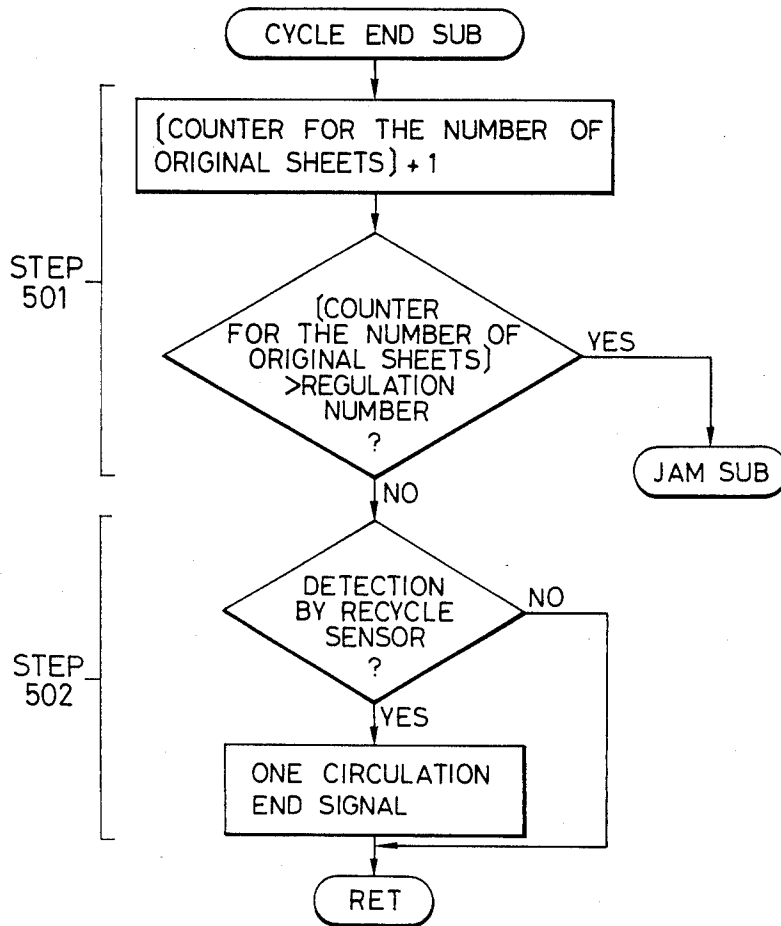 CYCLE END SUB
(COUNTER FOR THE NUMBER OF
ORIGINAL SHEETS) + 1
STEP
501
(COUNTER
FOR THE NUMBER OF
ORIGINAL SHEETS)
>REGULATION
NUMBER
?
YES
JAM SUB
NO
DETECTION
BY RECYCLE
SENSOR
?
NO
STEP
502
YES
ONE CIRCULATION
END SIGNAL
RET